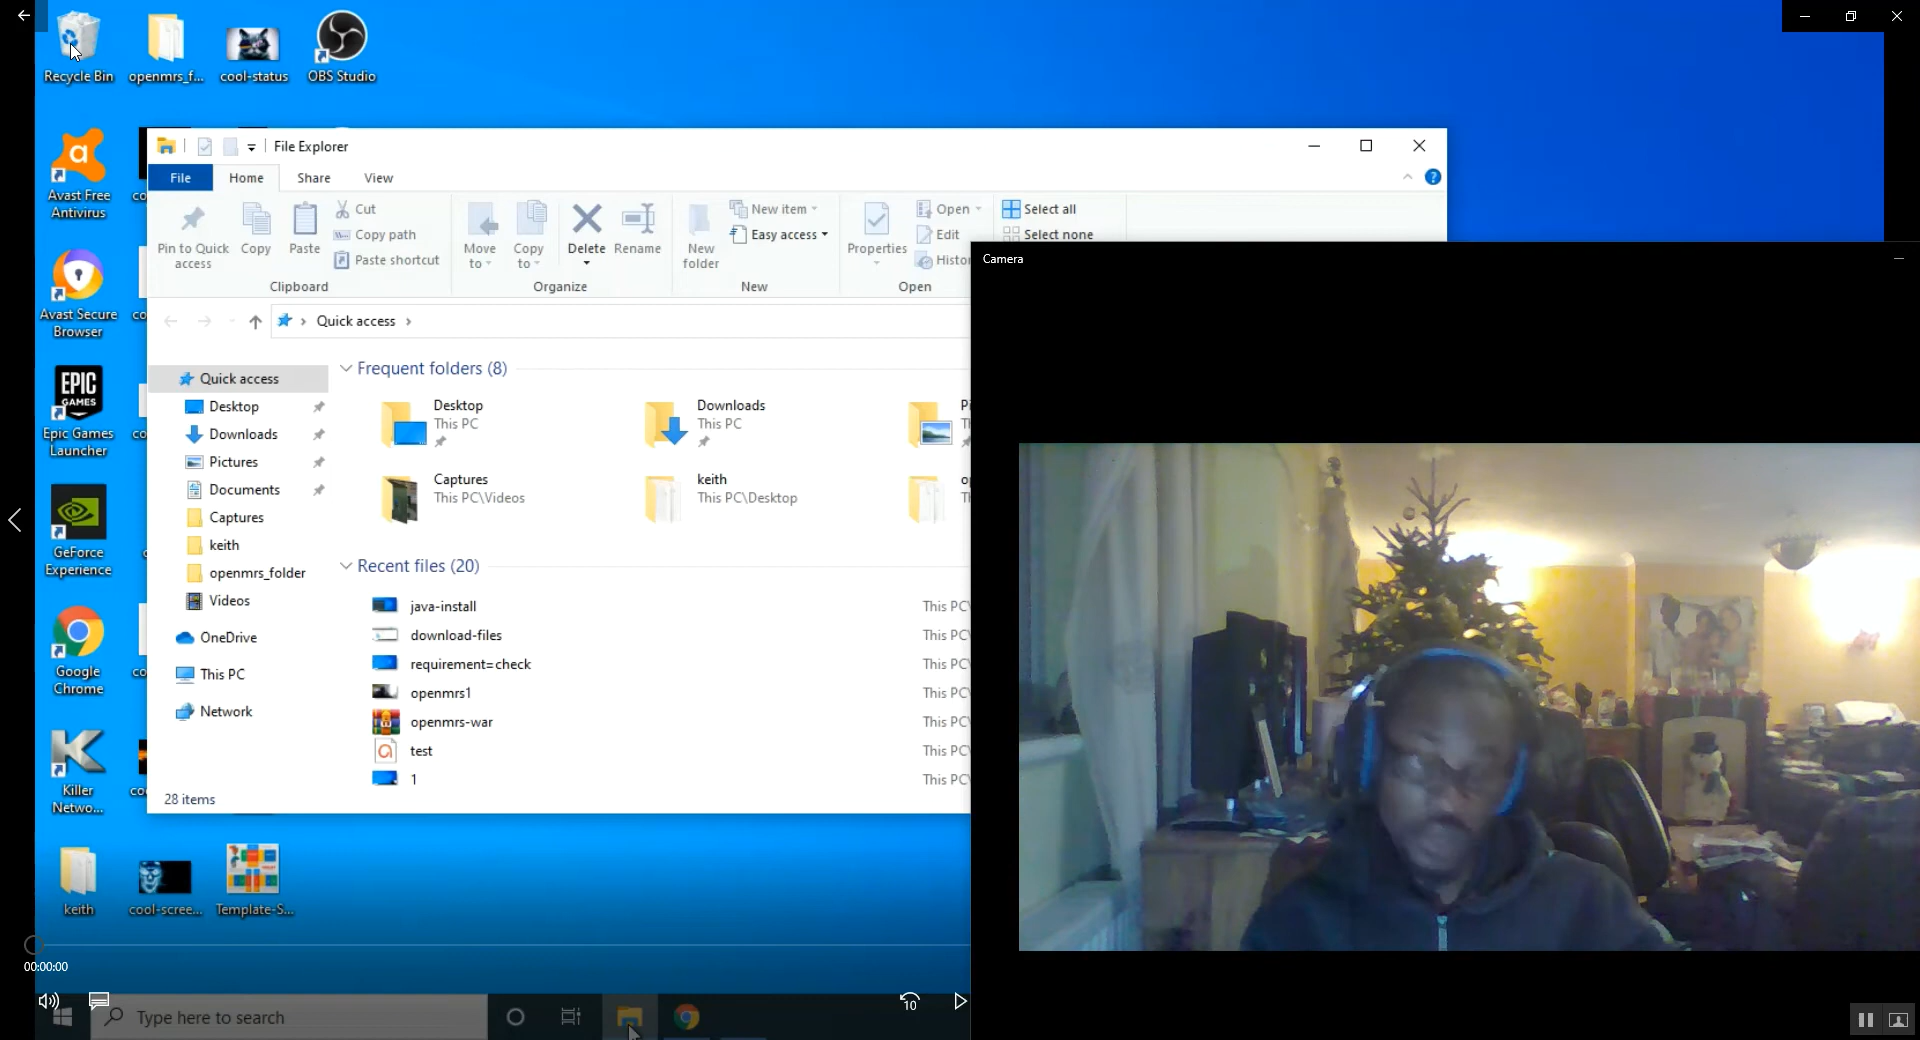 Recycle Bin
openmrs_f...
cool-status
OBS Studio
Avast Free
Antivirus
co
Avast Secure
Browser
co
EPIC
GAMES
Epic Games
Launcher
co
GeForce
Experience
c
Google
Chrome
co
K
Killer
Netwo...
co
keith
cool-scree...
Template-S...
File Explorer
File
Home
Share
View
?
Pin to Quick
access
Copy
Paste
Cut
Copy path
Paste shortcut
Clipboard
Move
to
Copy
to
Delete
Rename
Organize
New
folder
New item
Easy access
New
Properties
Open
Edit
Histor
Open
Select all
Select none
Quick access
Quick access
Desktop
Downloads
Pictures
Documents
Captures
keith
openmrs_folder
Videos
OneDrive
This PC
Network
28 items
Frequent folders (8)
Desktop
This PC
Downloads
This PC
Pi
Captures
This PC\Videos
keith
This PC\Desktop
Recent files (20)
java-install This PC\
download-files This PC\
requirement=check This PC\
openmrs1 This PC\
openmrs-war This PC\
test This PC\
1 This PC\
Camera
00:00:00
10
Type here to search